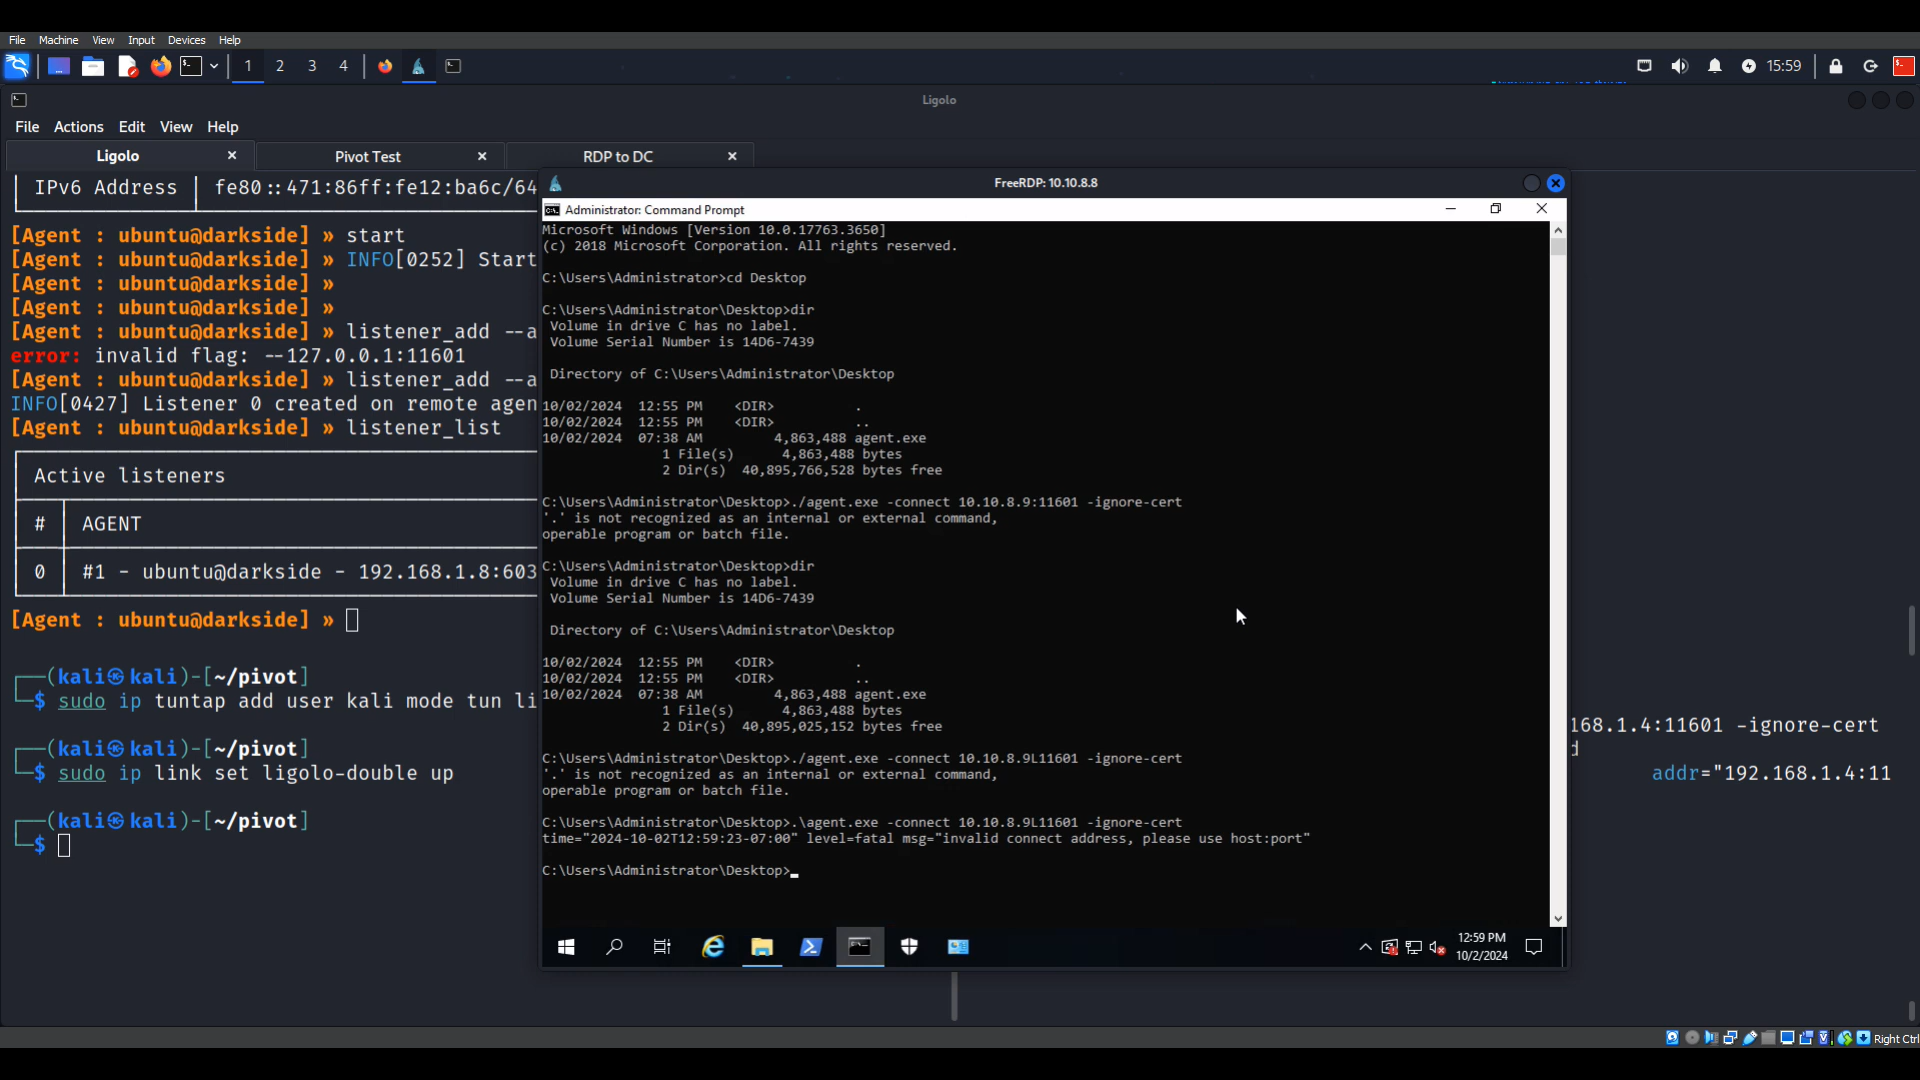 File Machine View Input Devices Help
1 2 3 4 15:59
Ligolo
File Actions Edit View Help
Ligolo Pivot Test RDP to DC
IPv6 Address fe80::471:86ff:fe12:ba6c/64
[Agent : ubuntu@darkside] » start
[Agent : ubuntu@darkside] » INFO[0252] Start
[Agent : ubuntu@darkside] »
[Agent : ubuntu@darkside] »
[Agent : ubuntu@darkside] » listener_add --a
error: invalid flag: --127.0.0.1:11601
[Agent : ubuntu@darkside] » listener_add --a
INFO[0427] Listener 0 created on remote agen
[Agent : ubuntu@darkside] » listener_list
Active listeners
# AGENT
0 #1 - ubuntu@darkside - 192.168.1.8:603
[Agent : ubuntu@darkside] »
(kali㉿kali)-[~/pivot]
$ sudo ip tuntap add user kali mode tun li
(kali㉿kali)-[~/pivot]
$ sudo ip link set ligolo-double up
(kali㉿kali)-[~/pivot]
$
FreeRDP: 10.10.8.8
Administrator: Command Prompt
Microsoft Windows [Version 10.0.17763.3650]
(c) 2018 Microsoft Corporation. All rights reserved.
C:\Users\Administrator>cd Desktop
C:\Users\Administrator\Desktop>dir
Volume in drive C has no label.
Volume Serial Number is 14D6-7439
Directory of C:\Users\Administrator\Desktop
10/02/2024 12:55 PM <DIR> .
10/02/2024 12:55 PM <DIR> ..
10/02/2024 07:38 AM 4,863,488 agent.exe
1 File(s) 4,863,488 bytes
2 Dir(s) 40,895,766,528 bytes free
C:\Users\Administrator\Desktop>./agent.exe -connect 10.10.8.9:11601 -ignore-cert
'.' is not recognized as an internal or external command,
operable program or batch file.
C:\Users\Administrator\Desktop>dir
Volume in drive C has no label.
Volume Serial Number is 14D6-7439
Directory of C:\Users\Administrator\Desktop
10/02/2024 12:55 PM <DIR> .
10/02/2024 12:55 PM <DIR> ..
10/02/2024 07:38 AM 4,863,488 agent.exe
1 File(s) 4,863,488 bytes
2 Dir(s) 40,895,025,152 bytes free
C:\Users\Administrator\Desktop>./agent.exe -connect 10.10.8.9L11601 -ignore-cert
'.' is not recognized as an internal or external command,
operable program or batch file.
C:\Users\Administrator\Desktop>.\agent.exe -connect 10.10.8.9L11601 -ignore-cert
time="2024-10-02T12:59:23-07:00" level=fatal msg="invalid connect address, please use host:port"
C:\Users\Administrator\Desktop>
12:59 PM
10/2/2024
168.1.4:11601 -ignore-cert
d
addr="192.168.1.4:11
Right Ctrl